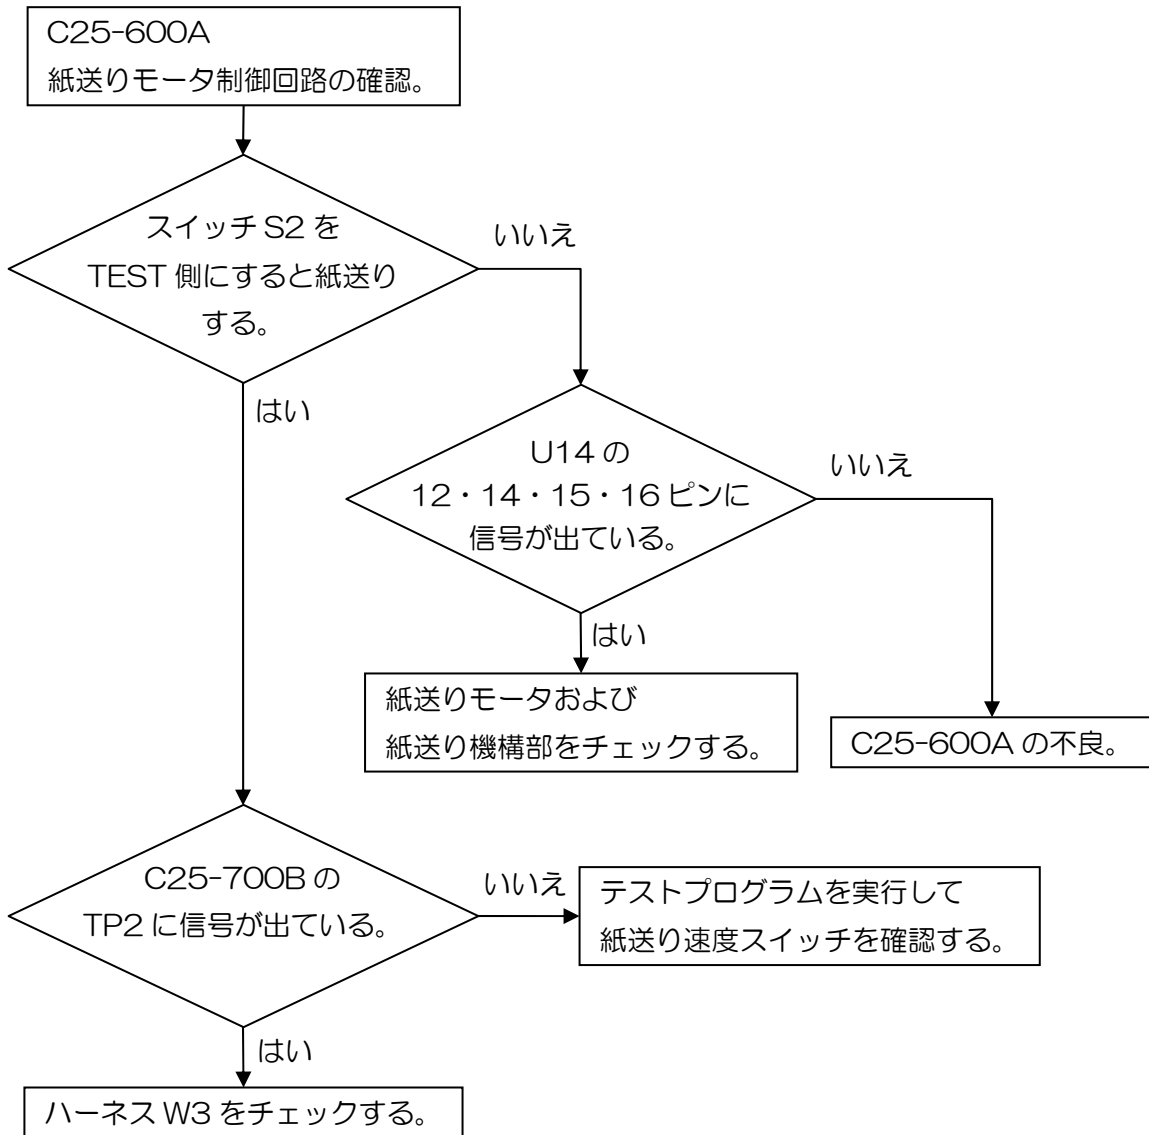 C25-600A
紙送りモータ制御回路の確認。
スイッチ S2 を
TEST 側にすると紙送り
する。
いいえ
はい
U14 の
12・14・15・16 ピンに
信号が出ている。
いいえ
はい
紙送りモータおよび
紙送り機構部をチェックする。
C25-600A の不良。
C25-700B の
TP2 に信号が出ている。
いいえ
テストプログラムを実行して
紙送り速度スイッチを確認する。
はい
ハーネス W3 をチェックする。